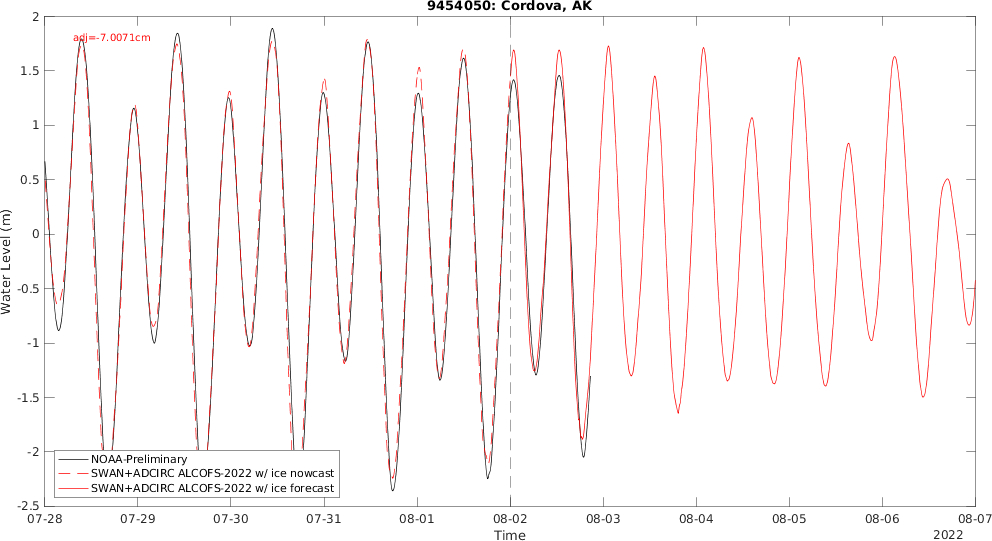 9454050: Cordova, AK
adj=-7.0071cm
Water Level (m)
2
1.5
1
0.5
0
-0.5
-1
-1.5
-2
-2.5
NOAA-Preliminary
SWAN+ADCIRC ALCOFS-2022 w/ ice nowcast
SWAN+ADCIRC ALCOFS-2022 w/ ice forecast
07-28 07-29 07-30 07-31 08-01 08-02 08-03 08-04 08-05 08-06 08-07
Time
2022